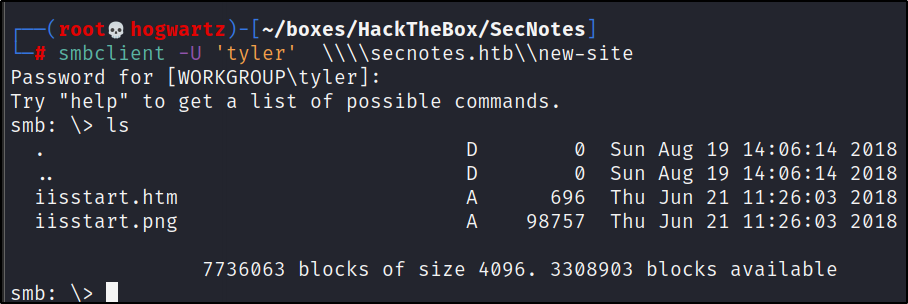 ┌──(root💀hogwartz)-[~/boxes/HackTheBox/SecNotes]
└─# smbclient -U 'tyler'  \\\\secnotes.htb\\new-site
Password for [WORKGROUP\tyler]:
Try "help" to get a list of possible commands.
smb: \> ls
  .                                   D        0  Sun Aug 19 14:06:14 2018
  ..                                  D        0  Sun Aug 19 14:06:14 2018
  iisstart.htm                        A      696  Thu Jun 21 11:26:03 2018
  iisstart.png                        A    98757  Thu Jun 21 11:26:03 2018
                7736063 blocks of size 4096. 3308903 blocks available
smb: \>